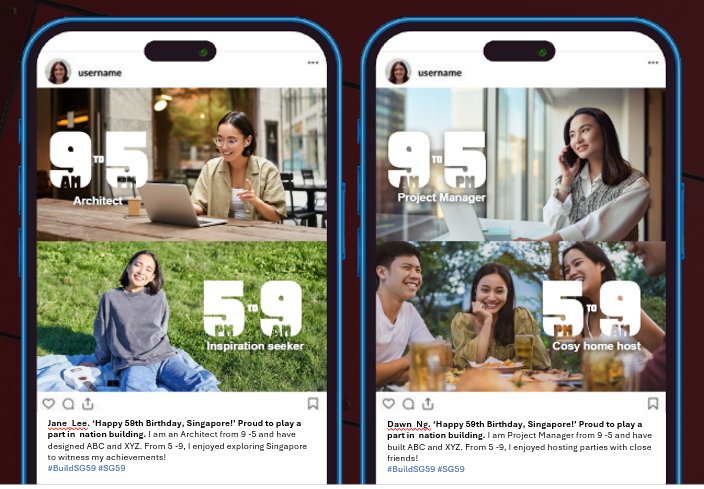 username
9 TO 5
AM PM
Architect
5 TO 9
PM AM
Inspiration seeker
Jane Lee. ‘Happy 59th Birthday, Singapore!’ Proud to play a
part in nation building. I am an Architect from 9 -5 and have
designed ABC and XYZ. From 5 -9, I enjoyed exploring Singapore
to witness my achievements!
#BuildSG59 #SG59
username
9 TO 5
AM PM
Project Manager
5 TO 9
PM AM
Cosy home host
Dawn Ng. ‘Happy 59th Birthday, Singapore!’ Proud to play a
part in nation building. I am Project Manager from 9 -5 and have
built ABC and XYZ. From 5 -9, I enjoyed hosting parties with close
friends!
#BuildSG59 #SG59